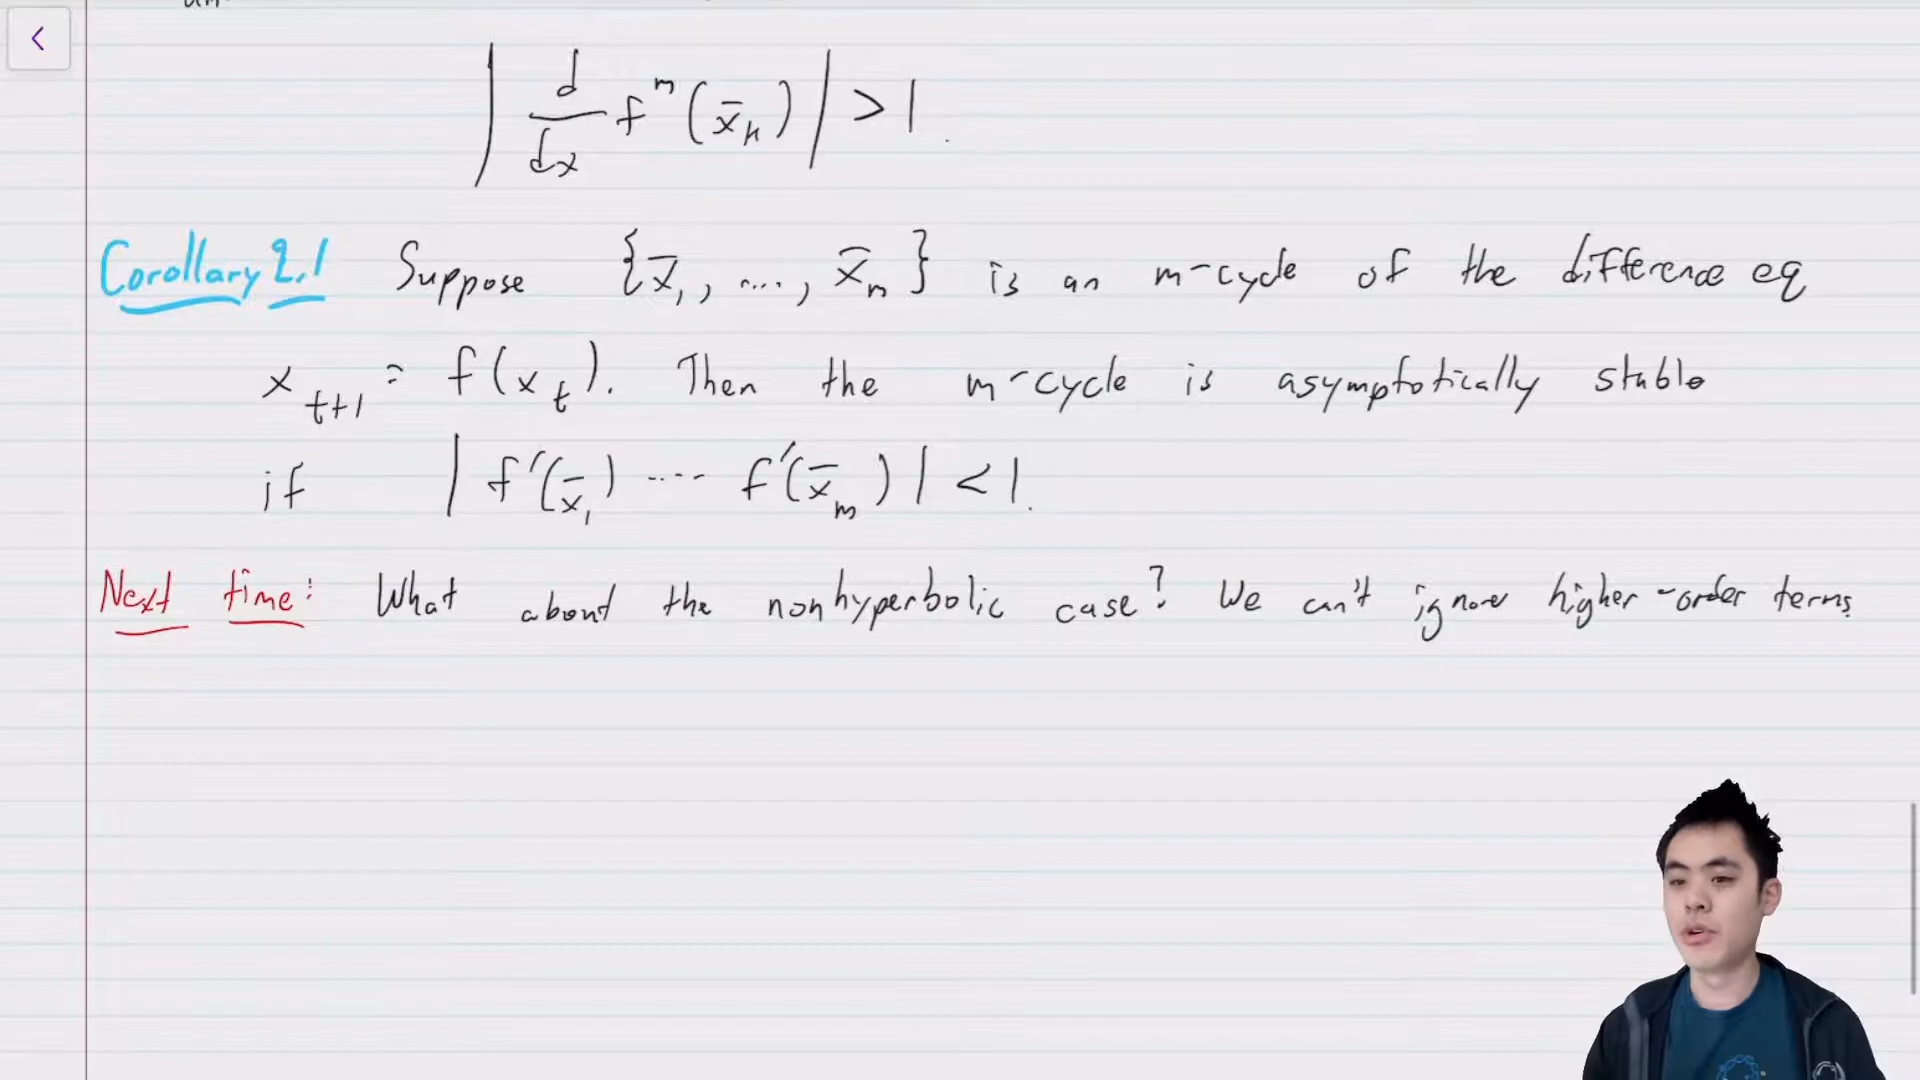 | d/dx f^m (x̄_k) | > 1.
Corollary 2.1 Suppose {x̄_1, ..., x̄_m} is an m-cycle of the difference eq
x_{t+1} = f(x_t). Then the m-cycle is asymptotically stable
if | f'(x̄_1) ···· f'(x̄_m) | < 1.
Next time: What about the nonhyperbolic case? We can't ignore higher-order terms.